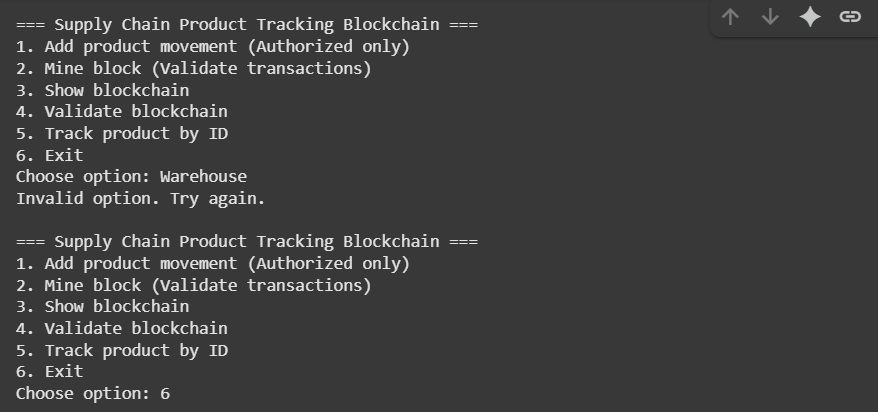 === Supply Chain Product Tracking Blockchain ===
1. Add product movement (Authorized only)
2. Mine block (Validate transactions)
3. Show blockchain
4. Validate blockchain
5. Track product by ID
6. Exit
Choose option: Warehouse
Invalid option. Try again.

=== Supply Chain Product Tracking Blockchain ===
1. Add product movement (Authorized only)
2. Mine block (Validate transactions)
3. Show blockchain
4. Validate blockchain
5. Track product by ID
6. Exit
Choose option: 6